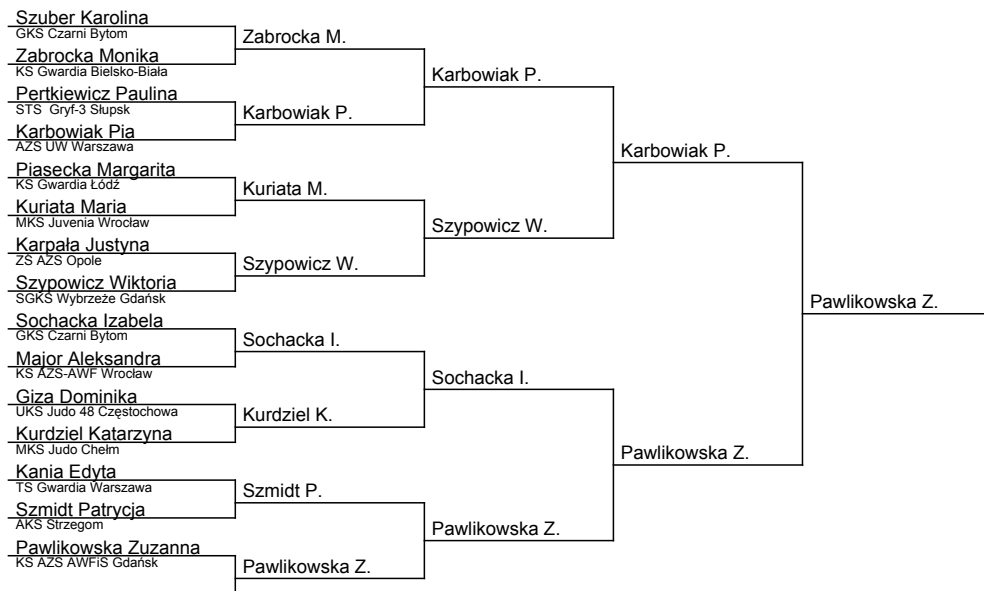 Szuber Karolina
GKS Czarni Bytom
Zabrocka Monika
KS Gwardia Bielsko-Biała
Pertkiewicz Paulina
STS Gryf-3 Słupsk
Karbowiak Pia
AZS UW Warszawa
Piasecka Margarita
KS Gwardia Łódź
Kuriata Maria
MKS Juvenia Wrocław
Karpała Justyna
ZS AZS Opole
Szypowicz Wiktoria
SGKS Wybrzeże Gdańsk
Sochacka Izabela
GKS Czarni Bytom
Major Aleksandra
KS AZS-AWF Wrocław
Giza Dominika
UKS Judo 48 Częstochowa
Kurdziel Katarzyna
MKS Judo Chełm
Kania Edyta
TS Gwardia Warszawa
Szmidt Patrycja
AKS Strzegom
Pawlikowska Zuzanna
KS AZS AWFiS Gdańsk
Zabrocka M.
Karbowiak P.
Kuriata M.
Szypowicz W.
Sochacka I.
Kurdziel K.
Szmidt P.
Pawlikowska Z.
Karbowiak P.
Szypowicz W.
Sochacka I.
Pawlikowska Z.
Karbowiak P.
Pawlikowska Z.
Pawlikowska Z.